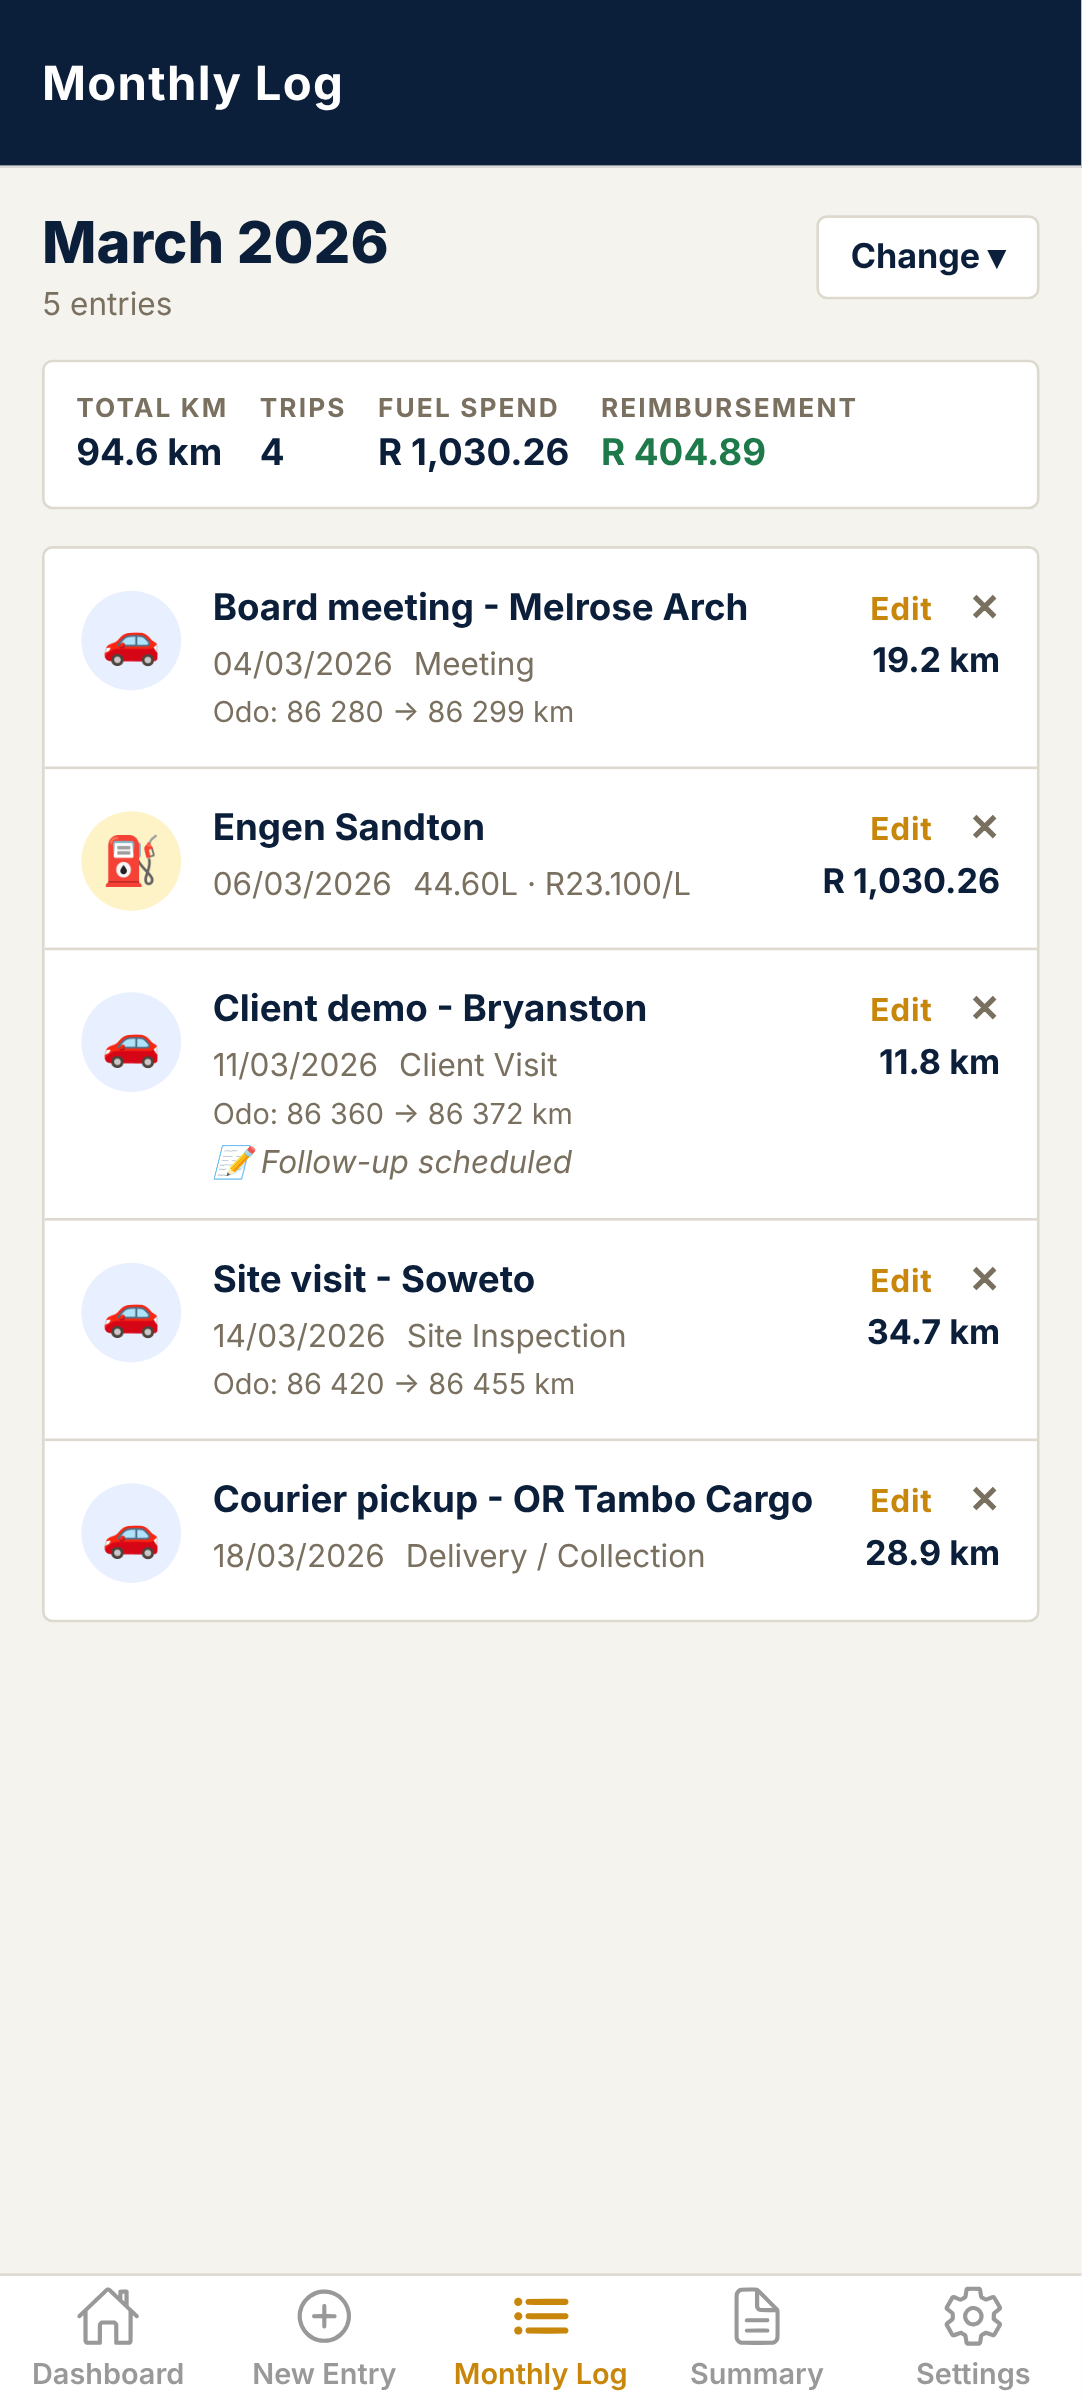 Monthly Log
March 2026
Change ▼
5 entries
TOTAL KM TRIPS FUEL SPEND REIMBURSEMENT
94.6 km 4 R 1,030.26 R 404.89
Board meeting - Melrose Arch Edit ✕
04/03/2026 Meeting 19.2 km
Odo: 86 280 → 86 299 km
Engen Sandton Edit ✕
06/03/2026 44.60L · R23.100/L R 1,030.26
Client demo - Bryanston Edit ✕
11/03/2026 Client Visit 11.8 km
Odo: 86 360 → 86 372 km
📝 Follow-up scheduled
Site visit - Soweto Edit ✕
14/03/2026 Site Inspection 34.7 km
Odo: 86 420 → 86 455 km
Courier pickup - OR Tambo Cargo Edit ✕
18/03/2026 Delivery / Collection 28.9 km
Dashboard New Entry Monthly Log Summary Settings